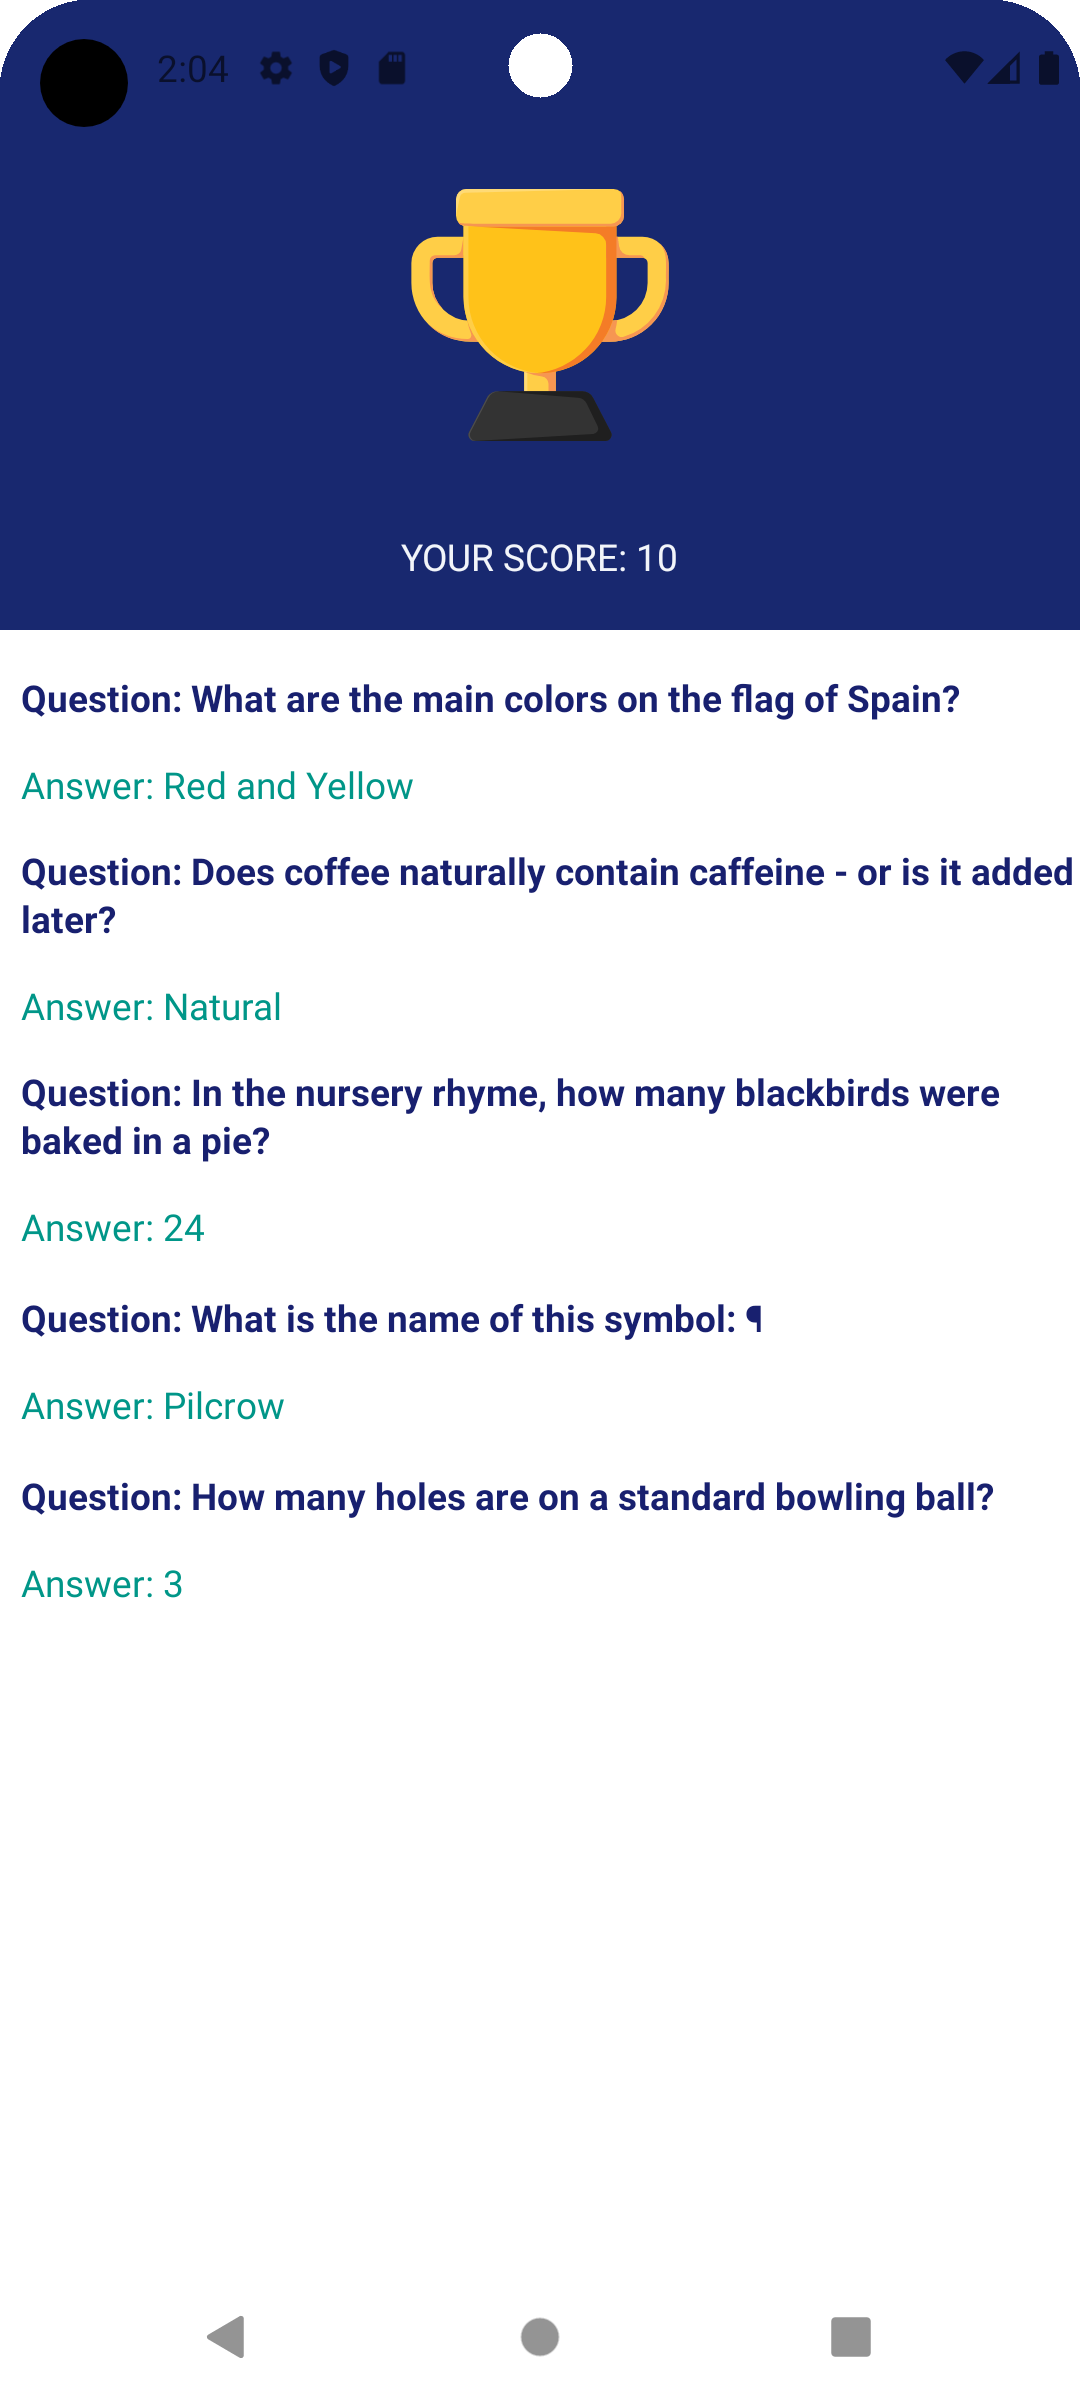 2:04
YOUR SCORE: 10
Question: What are the main colors on the flag of Spain?
Answer: Red and Yellow
Question: Does coffee naturally contain caffeine - or is it added
later?
Answer: Natural
Question: In the nursery rhyme, how many blackbirds were
baked in a pie?
Answer: 24
Question: What is the name of this symbol: ¶
Answer: Pilcrow
Question: How many holes are on a standard bowling ball?
Answer: 3